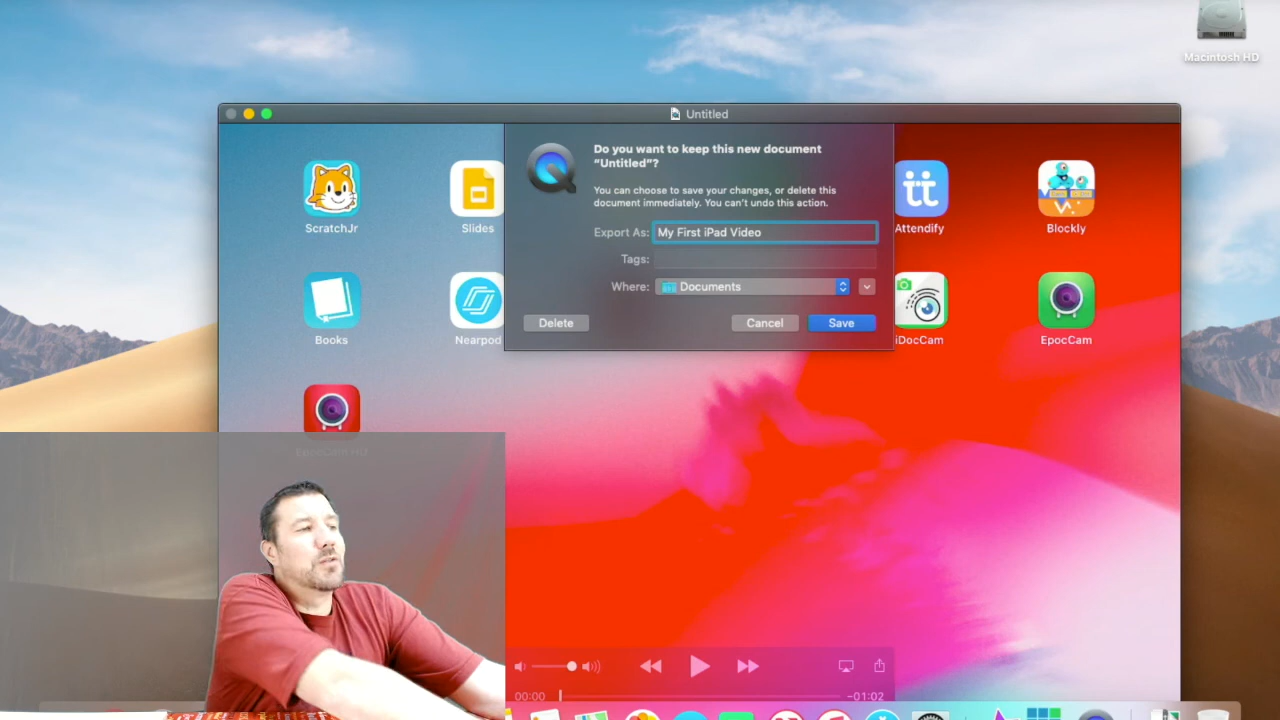 Macintosh HD
Untitled
Do you want to keep this new document
“Untitled”?
You can choose to save your changes, or delete this
document immediately. You can’t undo this action.
Export As: My First iPad Video
Tags:
Where: Documents
Delete Cancel Save
ScratchJr
Slides
Attendify
Blockly
Books
Nearpod
iDocCam
EpocCam
00:00
-01:02